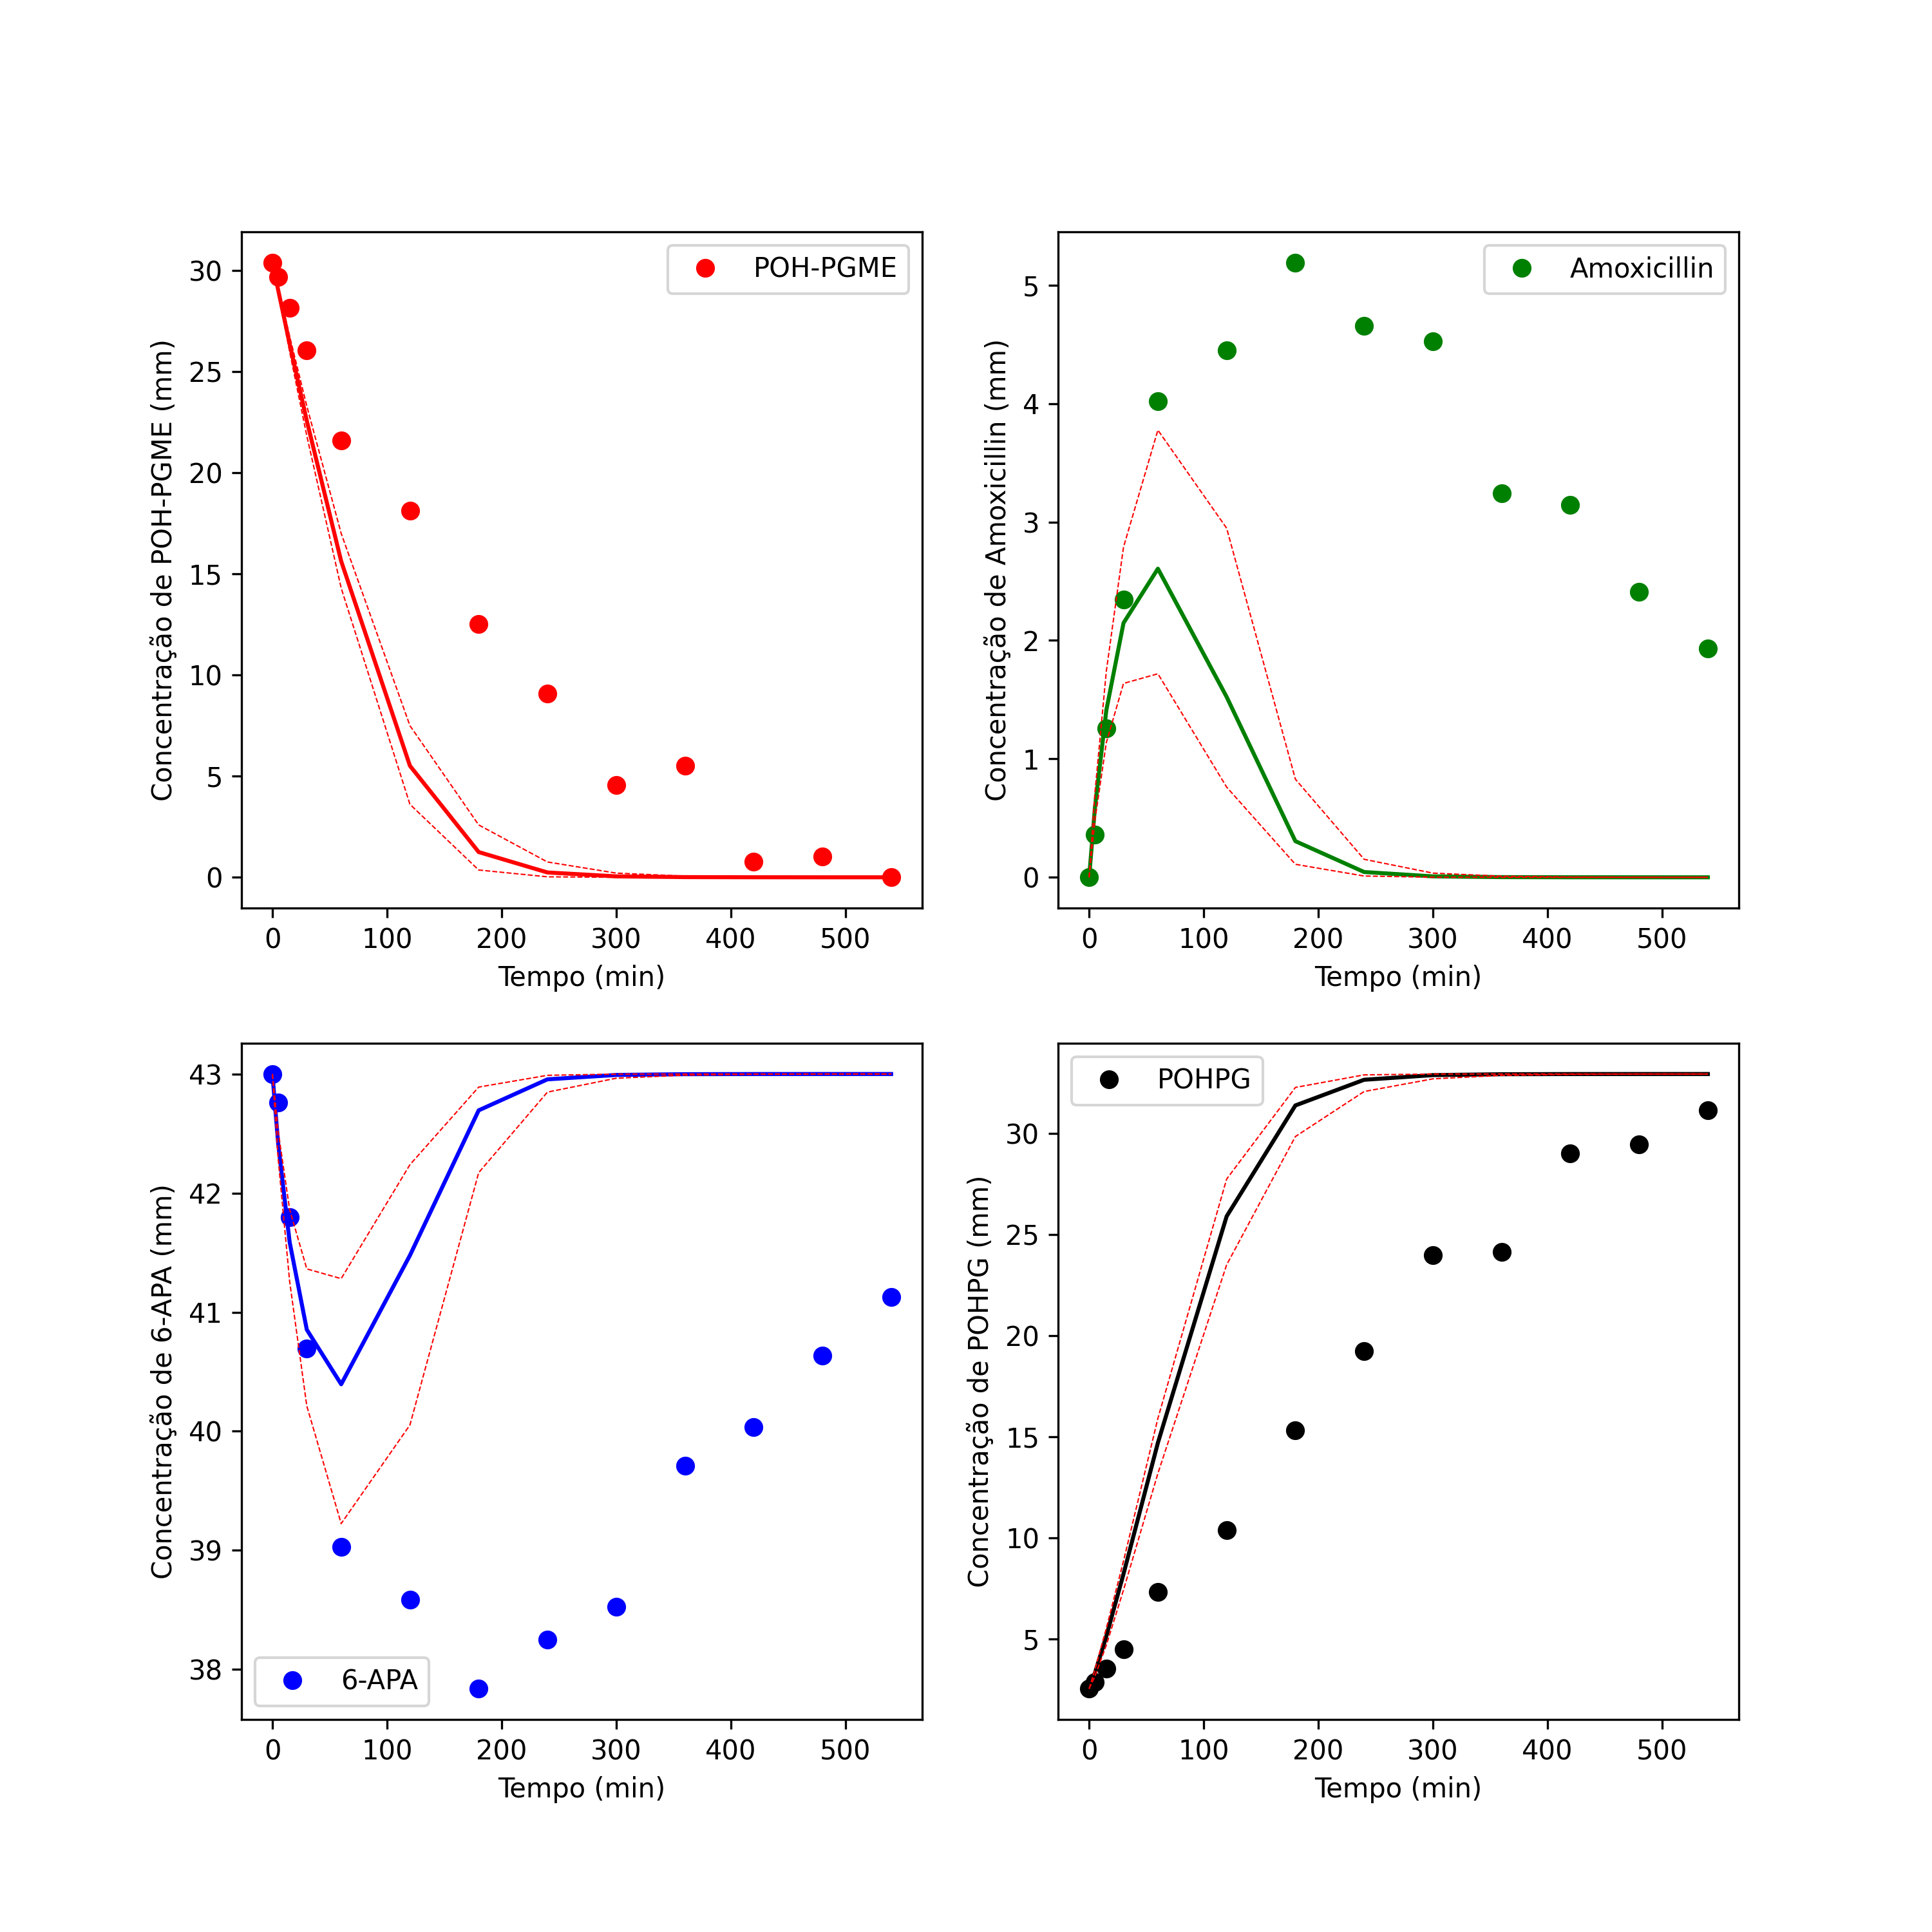 POH-PGME
30
25
20
15
10
5
0
Concentração de POH-PGME (mm)
0 100 200 300 400 500
Tempo (min)
Amoxicillin
5
4
3
2
1
0
Concentração de Amoxicillin (mm)
0 100 200 300 400 500
Tempo (min)
43
42
41
40
39
38
Concentração de 6-APA (mm)
6-APA
0 100 200 300 400 500
Tempo (min)
POHPG
30
25
20
15
10
5
Concentração de POHPG (mm)
0 100 200 300 400 500
Tempo (min)